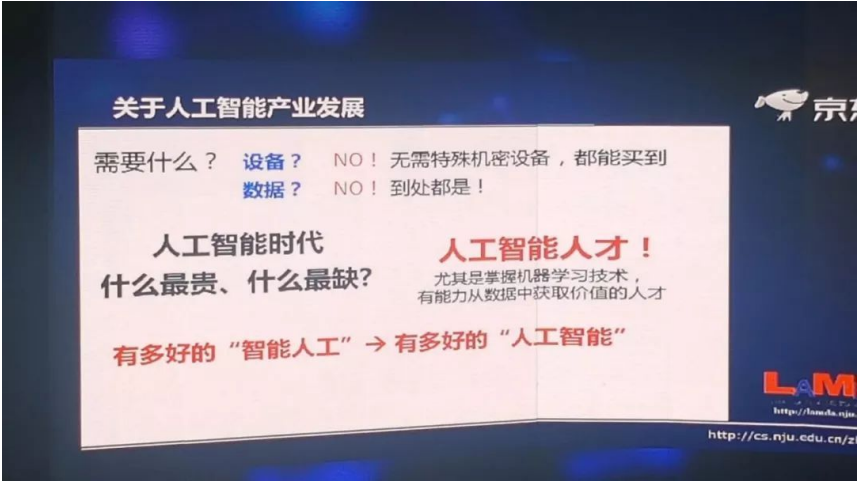 关于人工智能产业发展
需要什么？ 设备？ NO！ 无需特殊机密设备，都能买到
数据？ NO！ 到处都是！
人工智能时代
什么最贵、什么最缺?
人工智能人才！
尤其是掌握机器学习技术，
有能力从数据中获取价值的人才
有多好的“智能人工”→ 有多好的“人工智能”
京东
LAM
http://lamda.nju.
http://cs.nju.edu.cn/z